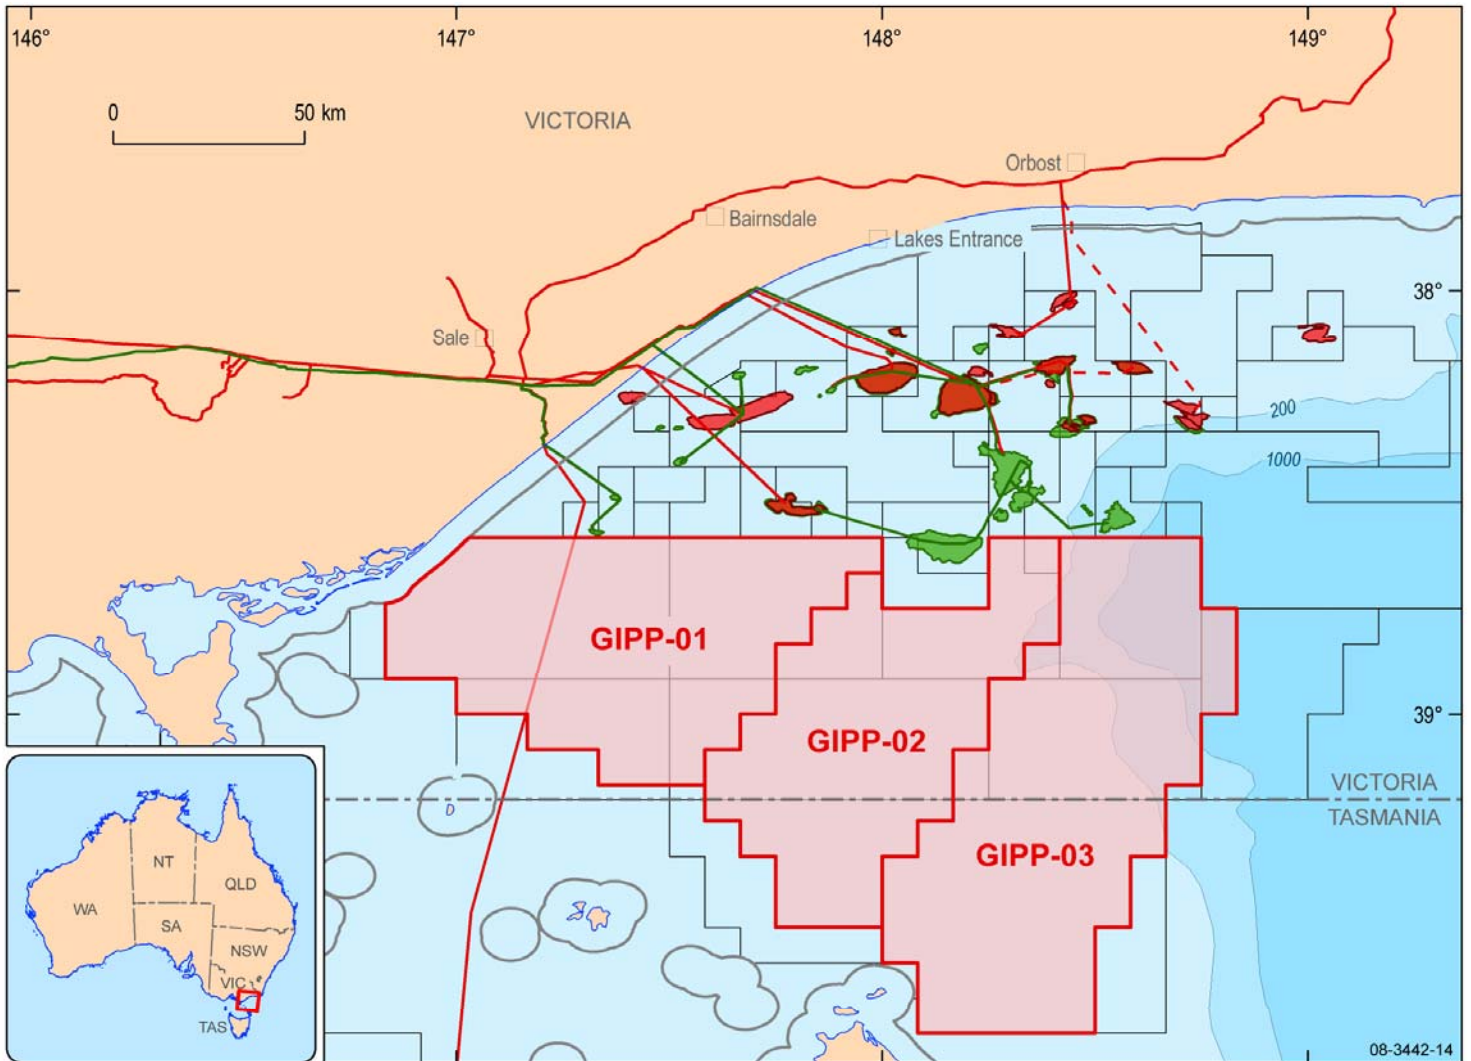 146°
147°
148°
149°
0 50 km
VICTORIA
Orbost
Bairnsdale
Lakes Entrance
38°
Sale
200
1000
GIPP-01
39°
GIPP-02
VICTORIA
TASMANIA
GIPP-03
NT
QLD
WA
SA
NSW
VIC
TAS
08-3442-14